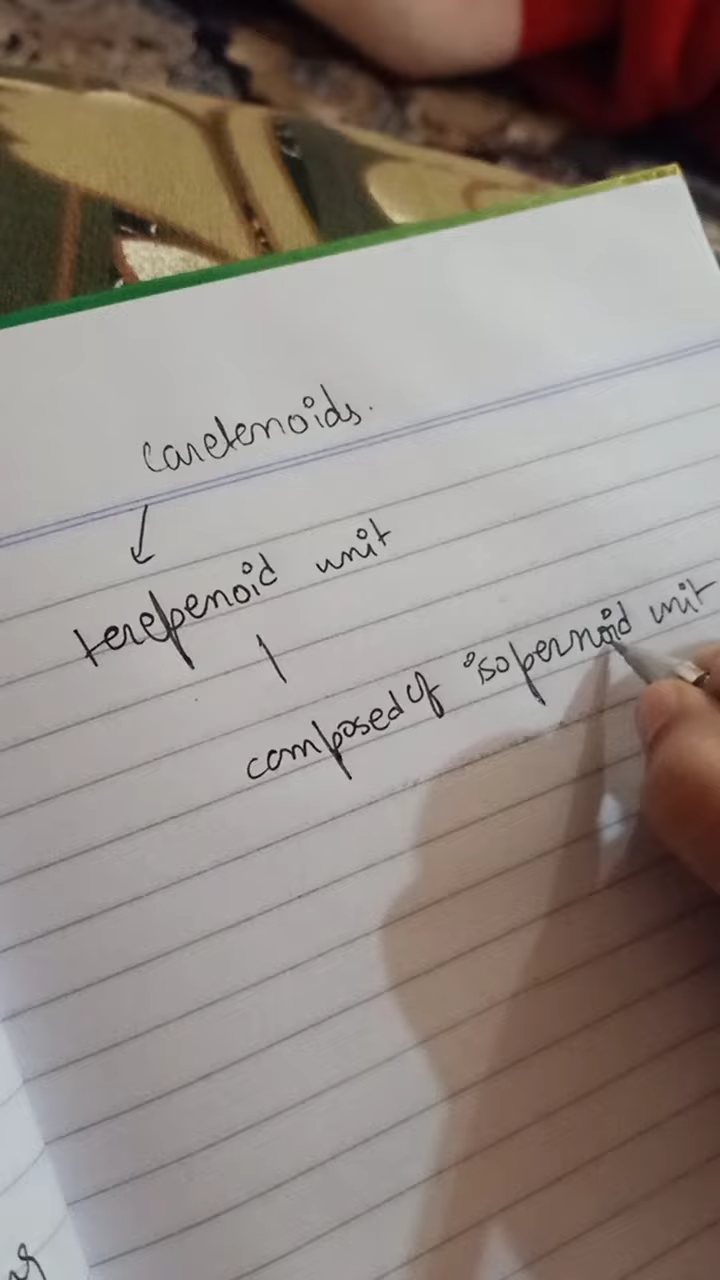 caretenoids.
terepenoid unit
composed of isopernoid unit